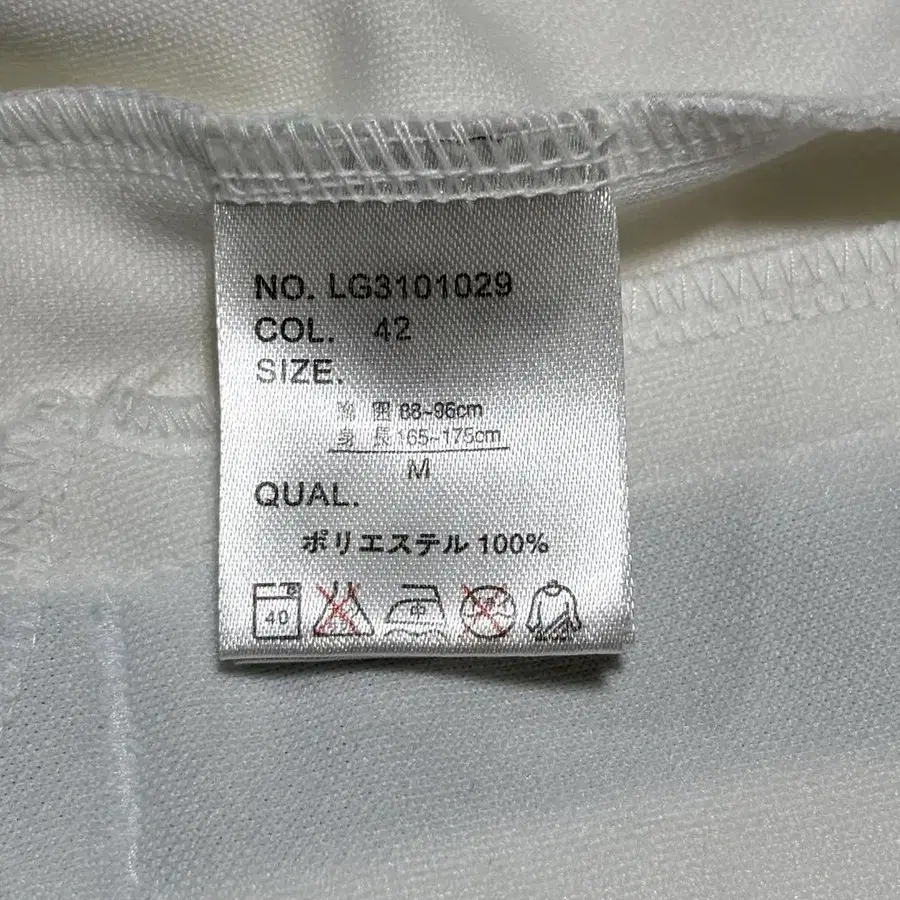 NO. LG3101029
COL. 42
SIZE.
胸 囲 88~96cm
身 長 165~175cm
M
QUAL.
ポリエステル 100%
40 中